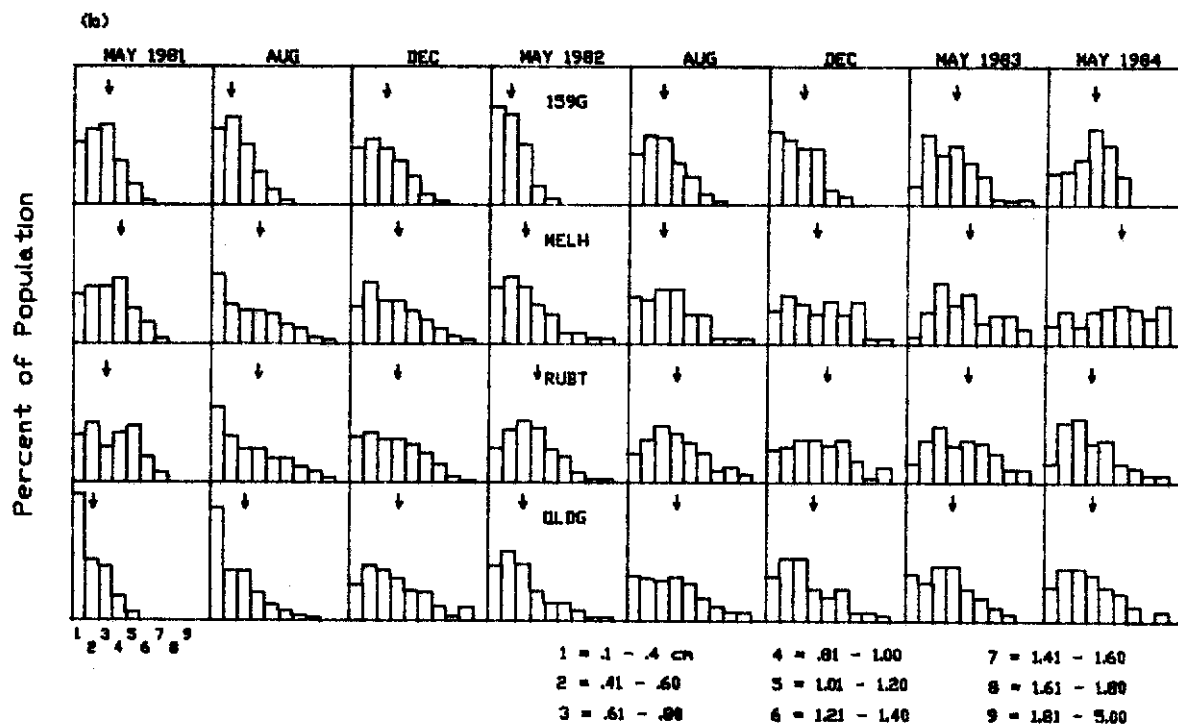 (b)
MAY 1981 AUG DEC MAY 1982 AUG DEC MAY 1983 MAY 1984
159G
MELH
RUBT
QLDG
Percent of Population
1 2 3 4 5 6 7 8 9
1 = .1 - .4 cm 4 = .81 - 1.00 7 = 1.41 - 1.60
2 = .41 - .60 5 = 1.01 - 1.20 8 = 1.61 - 1.80
3 = .61 - .80 6 = 1.21 - 1.40 9 = 1.81 - 5.00